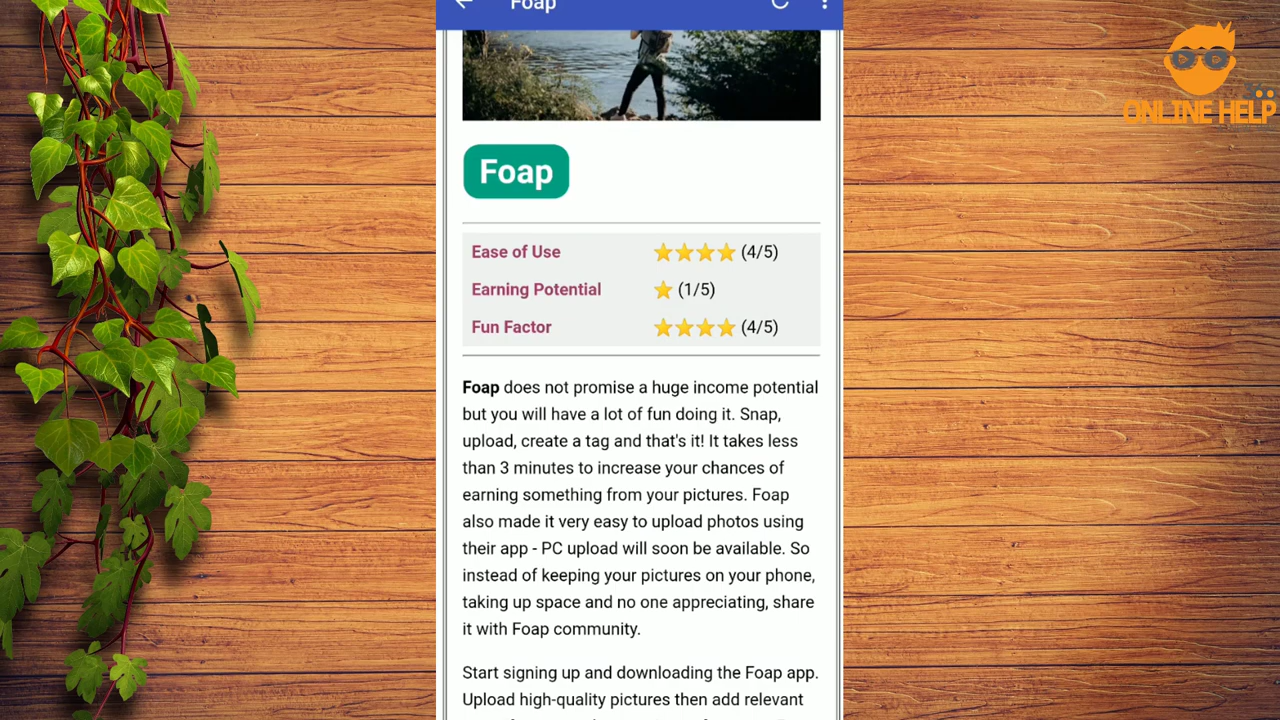 Foap
ONLINE HELP
Foap
Ease of Use ⭐⭐⭐⭐ (4/5)
Earning Potential ⭐ (1/5)
Fun Factor ⭐⭐⭐⭐ (4/5)
Foap does not promise a huge income potential
but you will have a lot of fun doing it. Snap,
upload, create a tag and that's it! It takes less
than 3 minutes to increase your chances of
earning something from your pictures. Foap
also made it very easy to upload photos using
their app - PC upload will soon be available. So
instead of keeping your pictures on your phone,
taking up space and no one appreciating, share
it with Foap community.
Start signing up and downloading the Foap app.
Upload high-quality pictures then add relevant